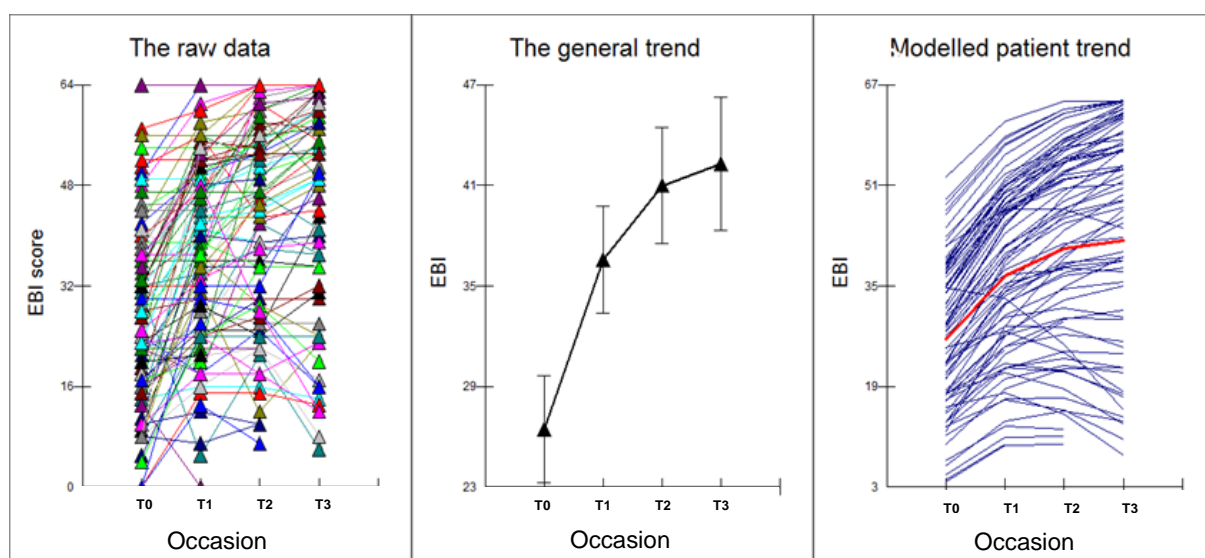 The raw data
64
48
32
16
0
EBI score
T0 T1 T2 T3
Occasion
The general trend
47
41
35
29
23
EBI
T0 T1 T2 T3
Occasion
Modelled patient trend
67
51
35
19
3
EBI
T0 T1 T2 T3
Occasion